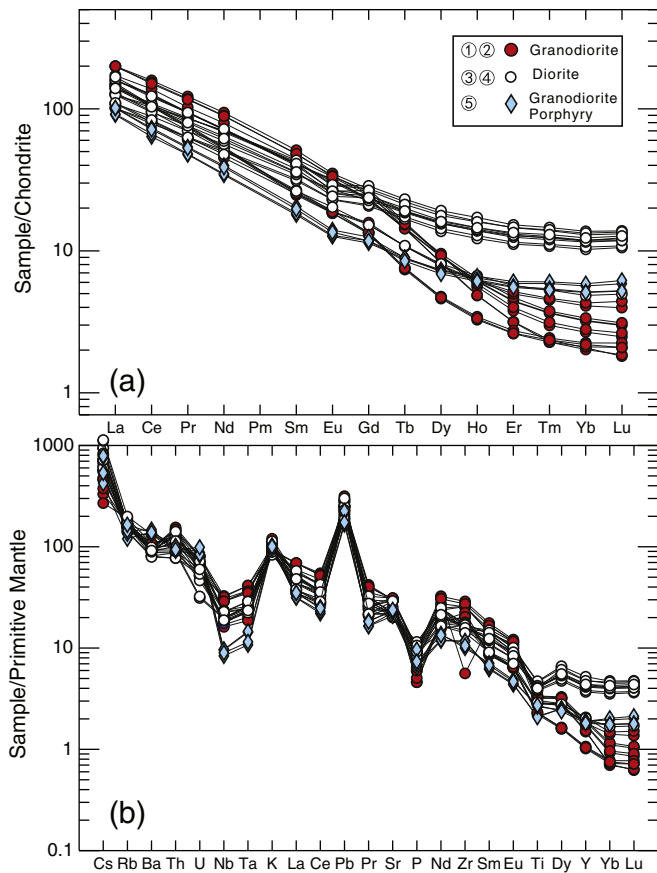 100
10
1
Sample/Chondrite
(a)
①② Granodiorite
③④ Diorite
⑤ Granodiorite
Porphyry
La Ce Pr Nd Pm Sm Eu Gd Tb Dy Ho Er Tm Yb Lu
1000
100
10
1
0.1
Sample/Primitive Mantle
(b)
Cs Rb Ba Th U Nb Ta K La Ce Pb Pr Sr P Nd Zr Sm Eu Ti Dy Y Yb Lu